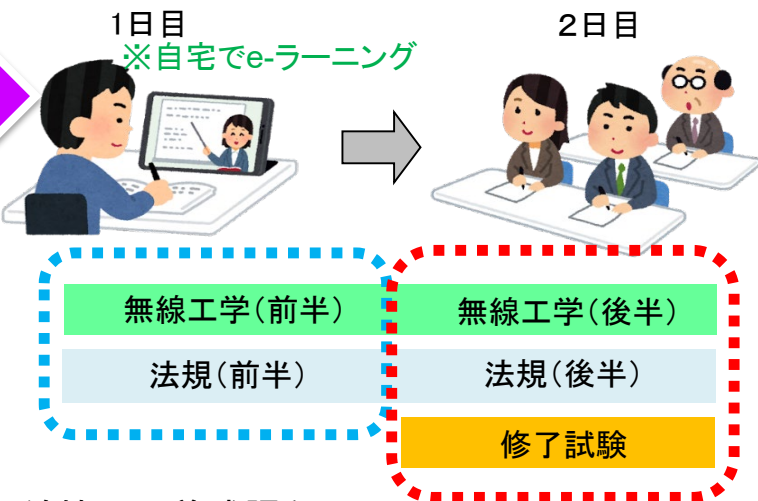 1日目
※自宅でe-ラーニング
2日目
無線工学(前半)
無線工学(後半)
法規(前半)
法規(後半)
修了試験